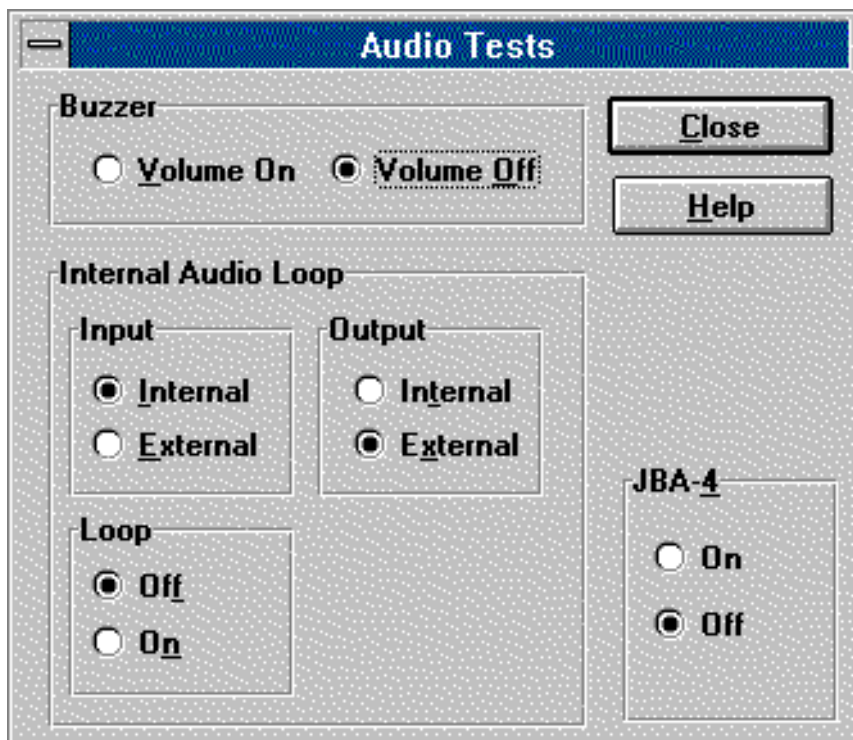 Audio Tests
Buzzer
Volume On Volume Off
Close
Help
Internal Audio Loop
Input
Internal
External
Output
Internal
External
Loop
Off
On
JBA-4
On
Off